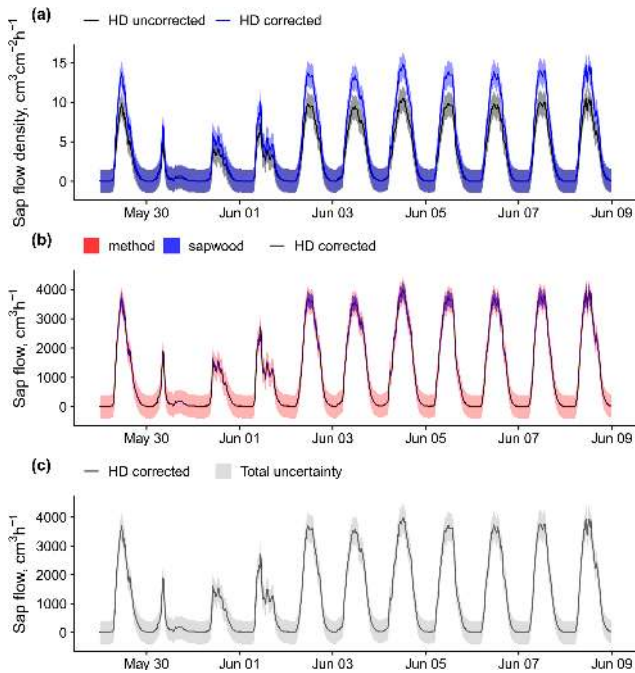 (a)
HD uncorrected HD corrected
Sap flow density, cm³cm⁻²h⁻¹
15
10
5
0
May 30 Jun 01 Jun 03 Jun 05 Jun 07 Jun 09
(b)
method sapwood HD corrected
Sap flow, cm³h⁻¹
4000
3000
2000
1000
0
May 30 Jun 01 Jun 03 Jun 05 Jun 07 Jun 09
(c)
HD corrected Total uncertainty
Sap flow, cm³h⁻¹
4000
3000
2000
1000
0
May 30 Jun 01 Jun 03 Jun 05 Jun 07 Jun 09